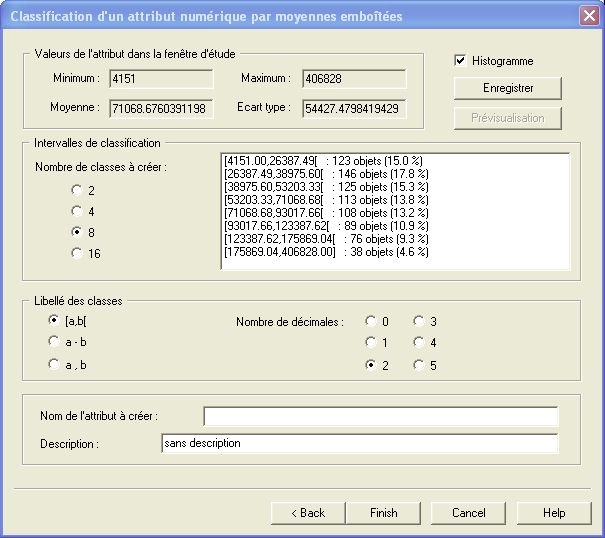 Classification d'un attribut numérique par moyennes emboîtées
Valeurs de l'attribut dans la fenêtre d'étude
Minimum : 4151 Maximum : 406828
Moyenne : 71068.6760391198 Ecart type : 54427.4798419429
Histogramme
Enregistrer
Prévisualisation
Intervalles de classification
Nombre de classes à créer :
2
4
8
16
[4151.00,26387.49[ : 123 objets (15.0 %)
[26387.49,38975.60[ : 146 objets (17.8 %)
[38975.60,53203.33[ : 125 objets (15.3 %)
[53203.33,71068.68[ : 113 objets (13.8 %)
[71068.68,93017.66[ : 108 objets (13.2 %)
[93017.66,123387.62[ : 89 objets (10.9 %)
[123387.62,175869.04[ : 76 objets (9.3 %)
[175869.04,406828.00] : 38 objets (4.6 %)
Libellé des classes
[a,b[
a - b
a , b
Nombre de décimales :
0 3
1 4
2 5
Nom de l'attribut à créer :
Description : sans description
< Back Finish Cancel Help